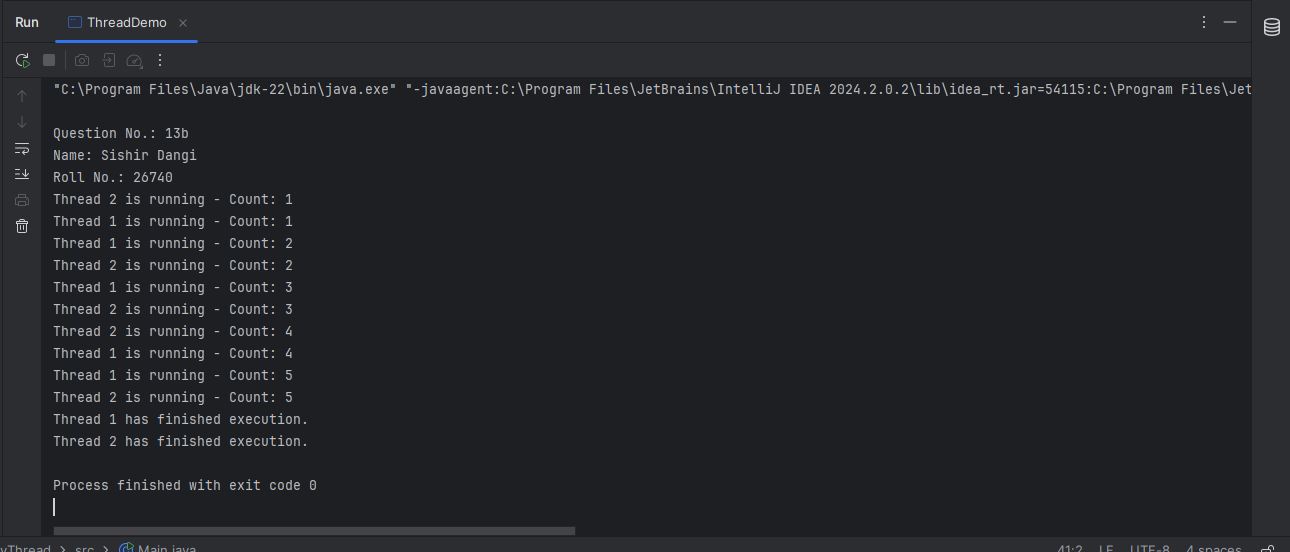 Run ThreadDemo
"C:\Program Files\Java\jdk-22\bin\java.exe" "-javaagent:C:\Program Files\JetBrains\IntelliJ IDEA 2024.2.0.2\lib\idea_rt.jar=54115:C:\Program Files\Jet
Question No.: 13b
Name: Sishir Dangi
Roll No.: 26740
Thread 2 is running - Count: 1
Thread 1 is running - Count: 1
Thread 1 is running - Count: 2
Thread 2 is running - Count: 2
Thread 1 is running - Count: 3
Thread 2 is running - Count: 3
Thread 2 is running - Count: 4
Thread 1 is running - Count: 4
Thread 1 is running - Count: 5
Thread 2 is running - Count: 5
Thread 1 has finished execution.
Thread 2 has finished execution.
Process finished with exit code 0
yThread > src > Main.java 41:2 LF UTF-8 4 spaces